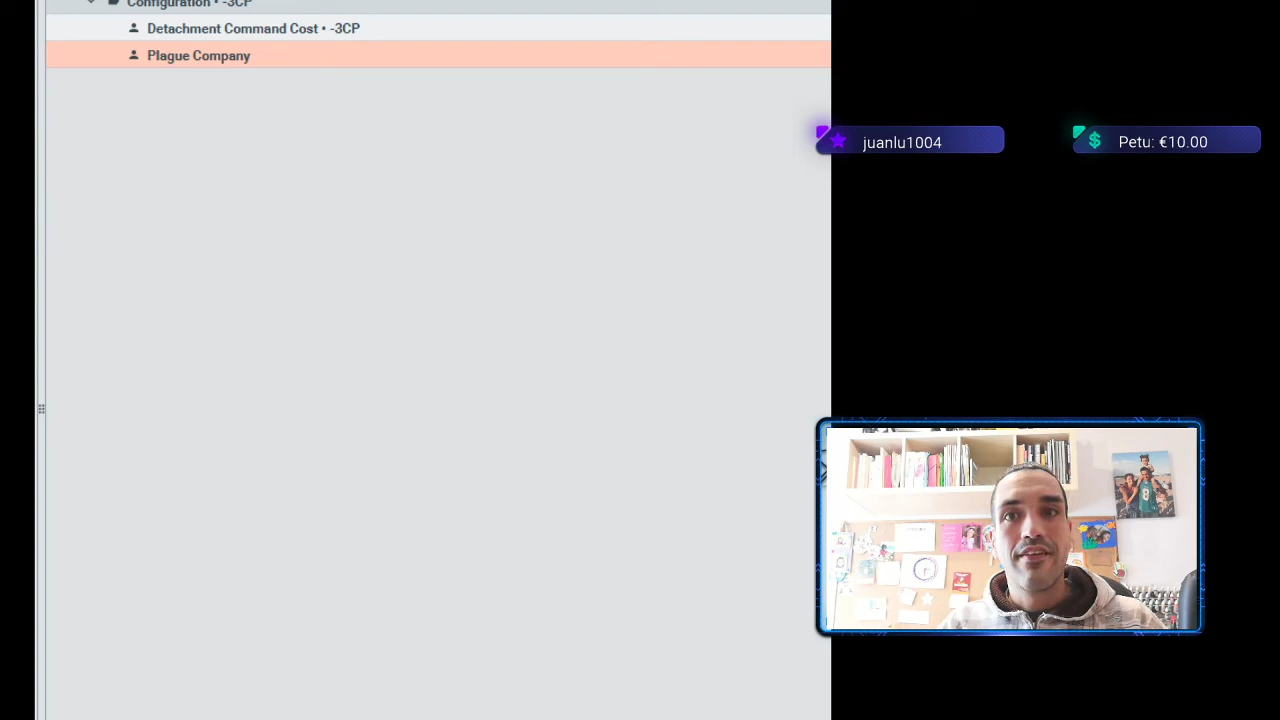 Configuration • -3CP
Detachment Command Cost • -3CP
Plague Company
juanlu1004
Petu: €10.00